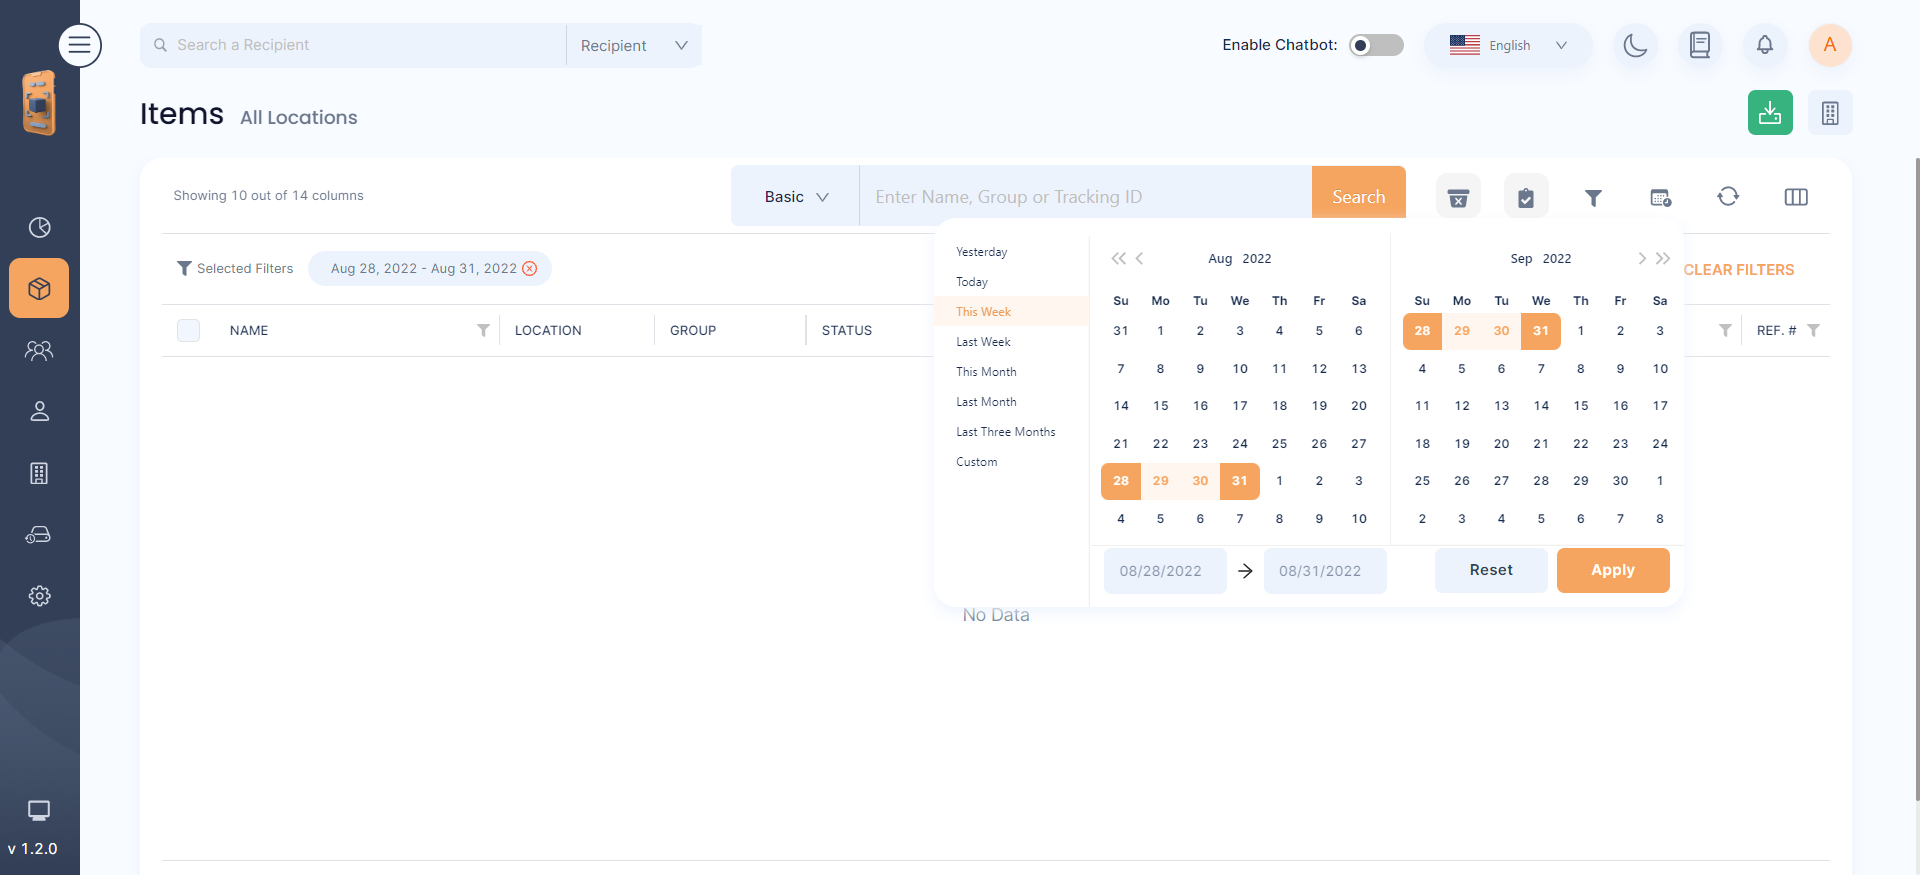 Search a Recipient
Recipient
Enable Chatbot:
English
A
Items All Locations
Showing 10 out of 14 columns
Basic
Enter Name, Group or Tracking ID
Search
Selected Filters
Aug 28, 2022 - Aug 31, 2022
CLEAR FILTERS
NAME
LOCATION
GROUP
STATUS
REF. #
Yesterday
Today
This Week
Last Week
This Month
Last Month
Last Three Months
Custom
Aug 2022
Su Mo Tu We Th Fr Sa
31 1 2 3 4 5 6
7 8 9 10 11 12 13
14 15 16 17 18 19 20
21 22 23 24 25 26 27
28 29 30 31 1 2 3
4 5 6 7 8 9 10
Sep 2022
Su Mo Tu We Th Fr Sa
28 29 30 31 1 2 3
4 5 6 7 8 9 10
11 12 13 14 15 16 17
18 19 20 21 22 23 24
25 26 27 28 29 30 1
2 3 4 5 6 7 8
08/28/2022
08/31/2022
Reset
Apply
No Data
v 1.2.0